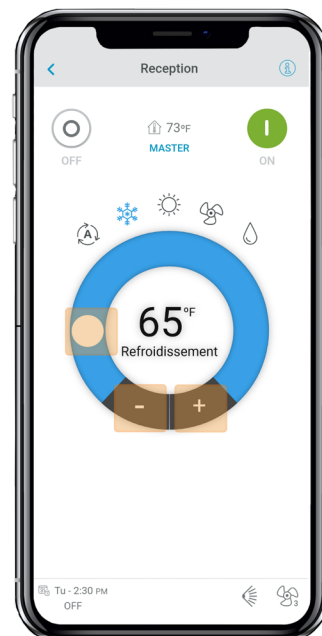 Reception
OFF
73°F
MASTER
ON
A
65°F
Refroidissement
-
+
Tu - 2:30 PM
OFF
3